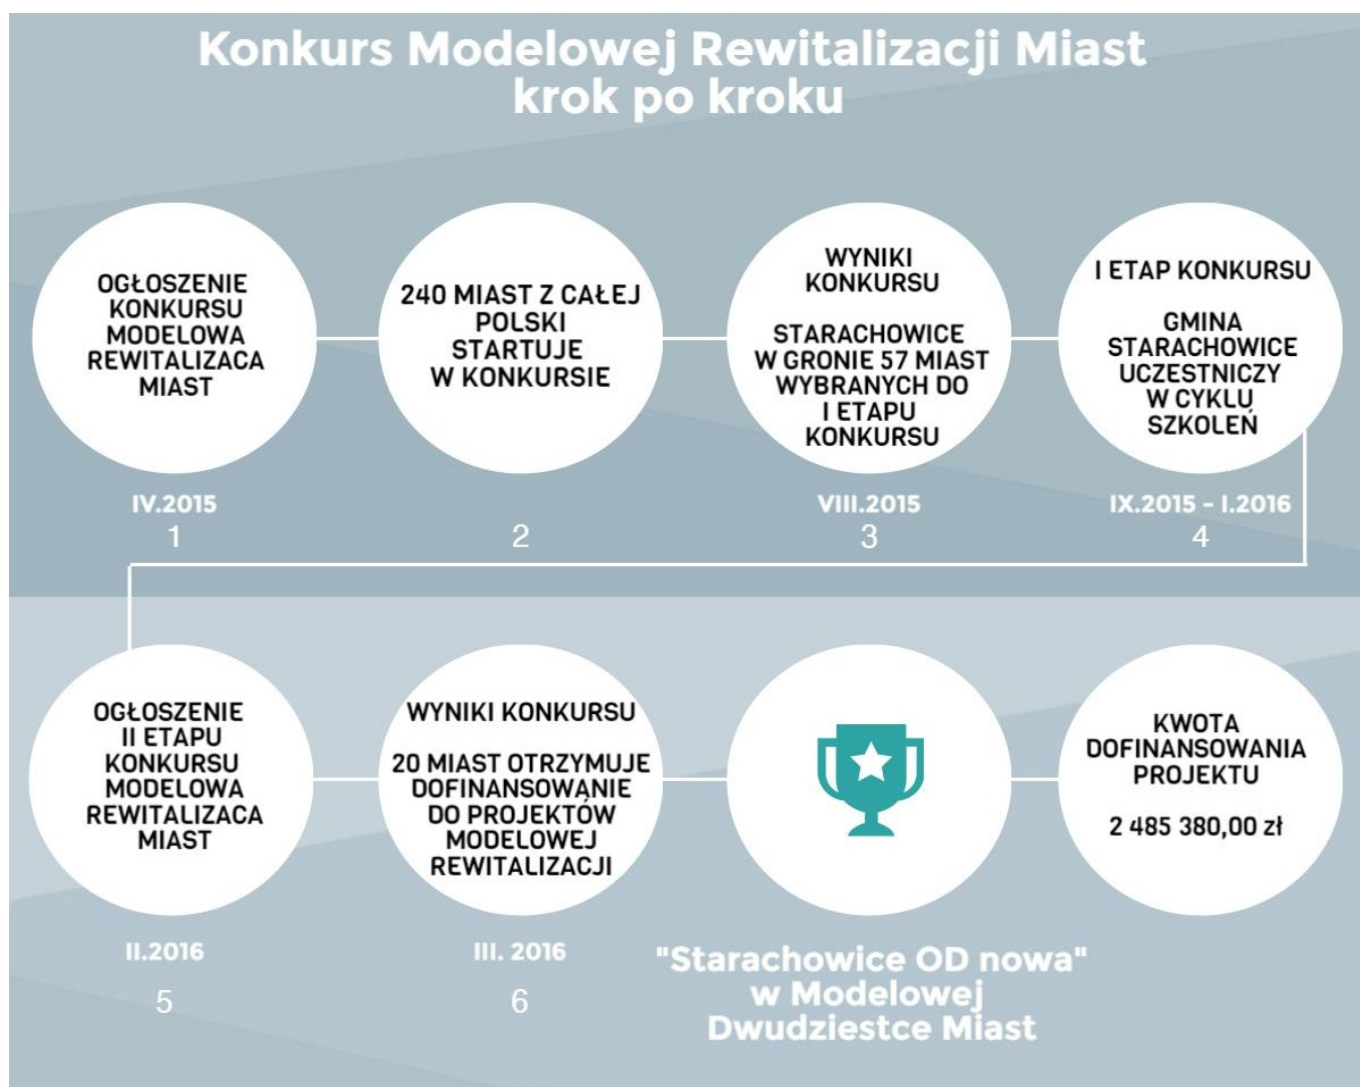 Konkurs Modelowej Rewitalizacji Miast
krok po kroku
OGŁOSZENIE
KONKURSU
MODELOWA
REWITALIZACA
MIAST
IV.2015
1
240 MIAST Z CAŁEJ
POLSKI
STARTUJE
W KONKURSIE
2
WYNIKI
KONKURSU
STARACHOWICE
W GRONIE 57 MIAST
WYBRANYCH DO
I ETAPU
KONKURSU
VIII.2015
3
I ETAP KONKURSU
GMINA
STARACHOWICE
UCZESTNICZY
W CYKLU
SZKOLEŃ
IX.2015 - I.2016
4
OGŁOSZENIE
II ETAPU
KONKURSU
MODELOWA
REWITALIZACA
MIAST
II.2016
5
WYNIKI KONKURSU
20 MIAST OTRZYMUJE
DOFINANSOWANIE
DO PROJEKTÓW
MODELOWEJ
REWITALIZACJI
III. 2016
6
"Starachowice OD nowa"
w Modelowej
Dwudziestce Miast
KWOTA
DOFINANSOWANIA
PROJEKTU
2 485 380,00 zł